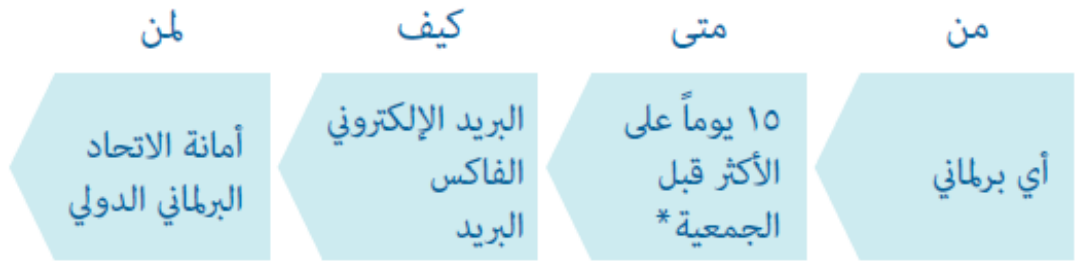 من
متى
كيف
لمن
أي برلماني
١٥ يوماً على
الأكثر قبل
الجمعية*
البريد الإلكتروني
الفاكس
البريد
أمانة الاتحاد
البرلماني الدولي